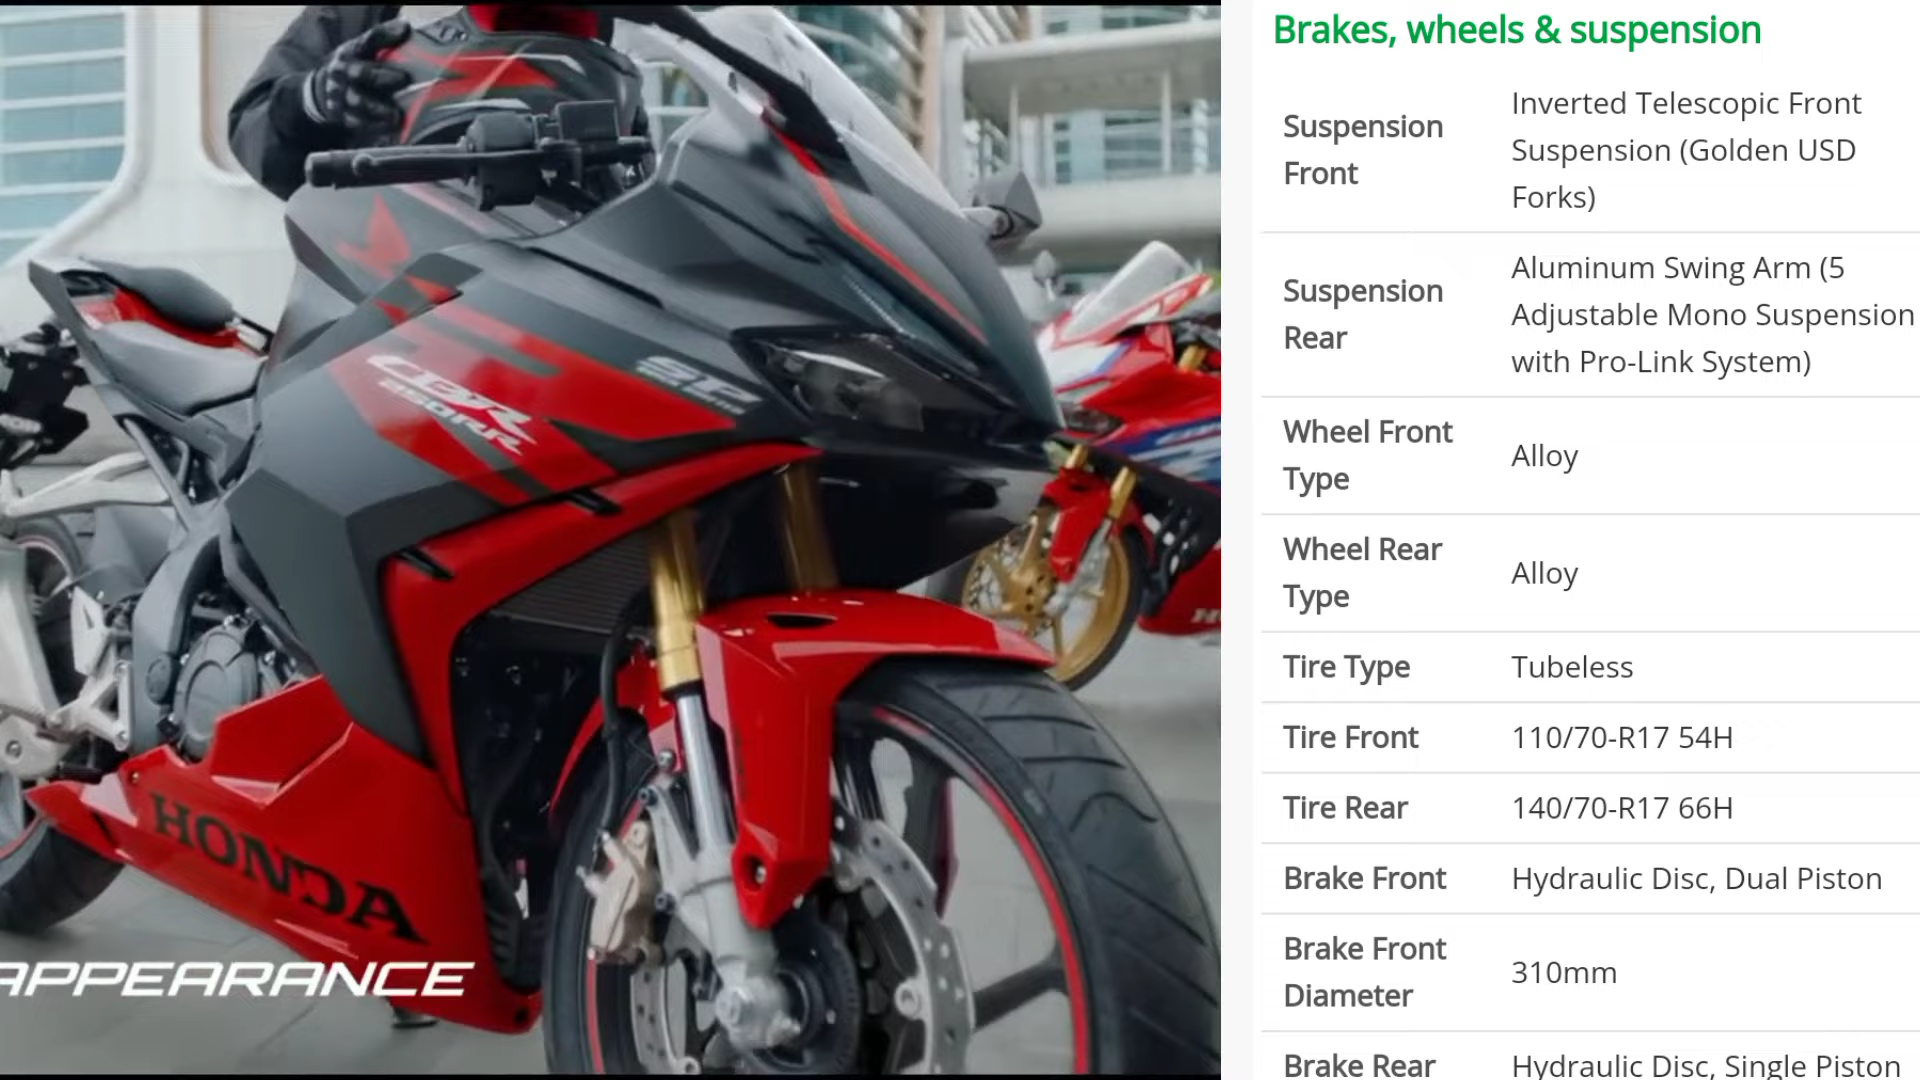 CBR
250RR
SP
HONDA
APPEARANCE
Brakes, wheels & suspension
Suspension Front
Inverted Telescopic Front
Suspension (Golden USD
Forks)
Suspension Rear
Aluminum Swing Arm (5
Adjustable Mono Suspension
with Pro-Link System)
Wheel Front Type
Alloy
Wheel Rear Type
Alloy
Tire Type
Tubeless
Tire Front
110/70-R17 54H
Tire Rear
140/70-R17 66H
Brake Front
Hydraulic Disc, Dual Piston
Brake Front Diameter
310mm
Brake Rear
Hydraulic Disc, Single Piston